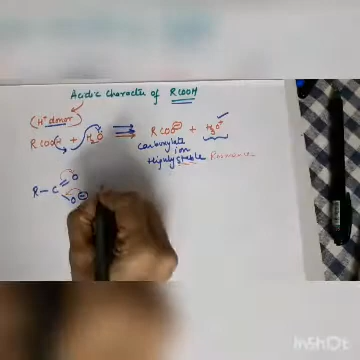 Acidic Character of RCOOH
(H⁺ donor)
RCOOH + H₂O ⇌ RCOO⊖ + H₃O⁺
Carboxylate
ion
Highly stable Resonance
R—C=O
O⊖
InShOt